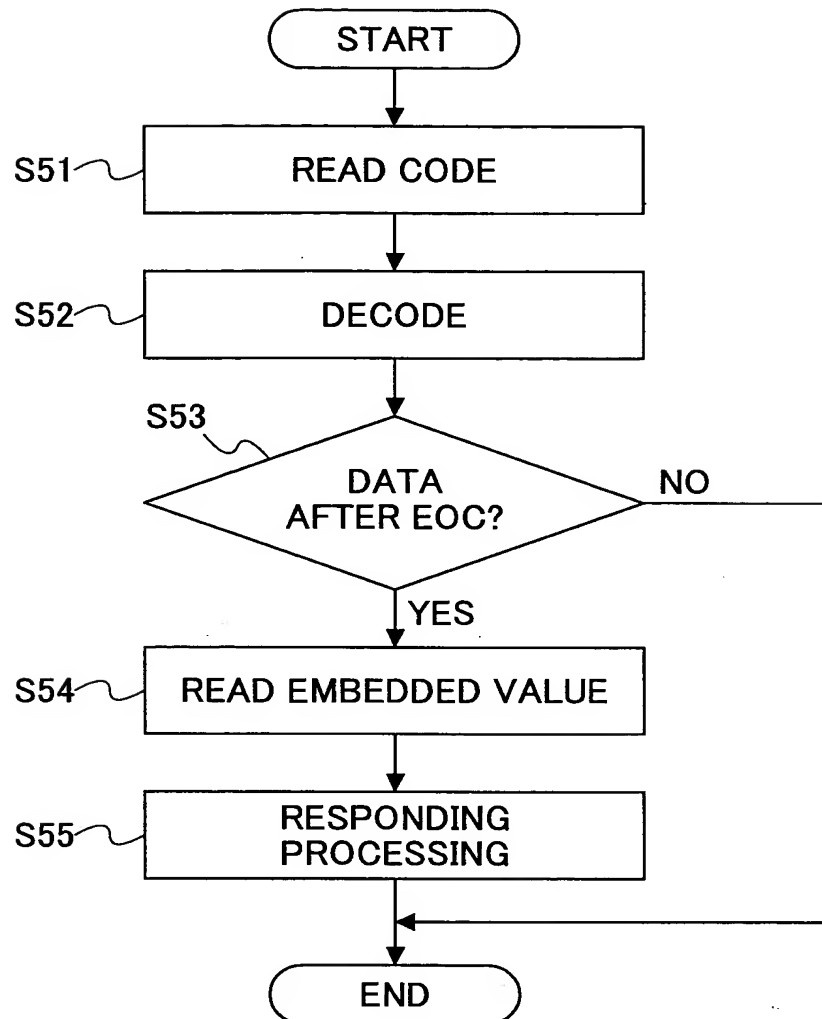 START
S51
READ CODE
S52
DECODE
S53
DATA
AFTER EOC?
NO
YES
S54
READ EMBEDDED VALUE
S55
RESPONDING
PROCESSING
END